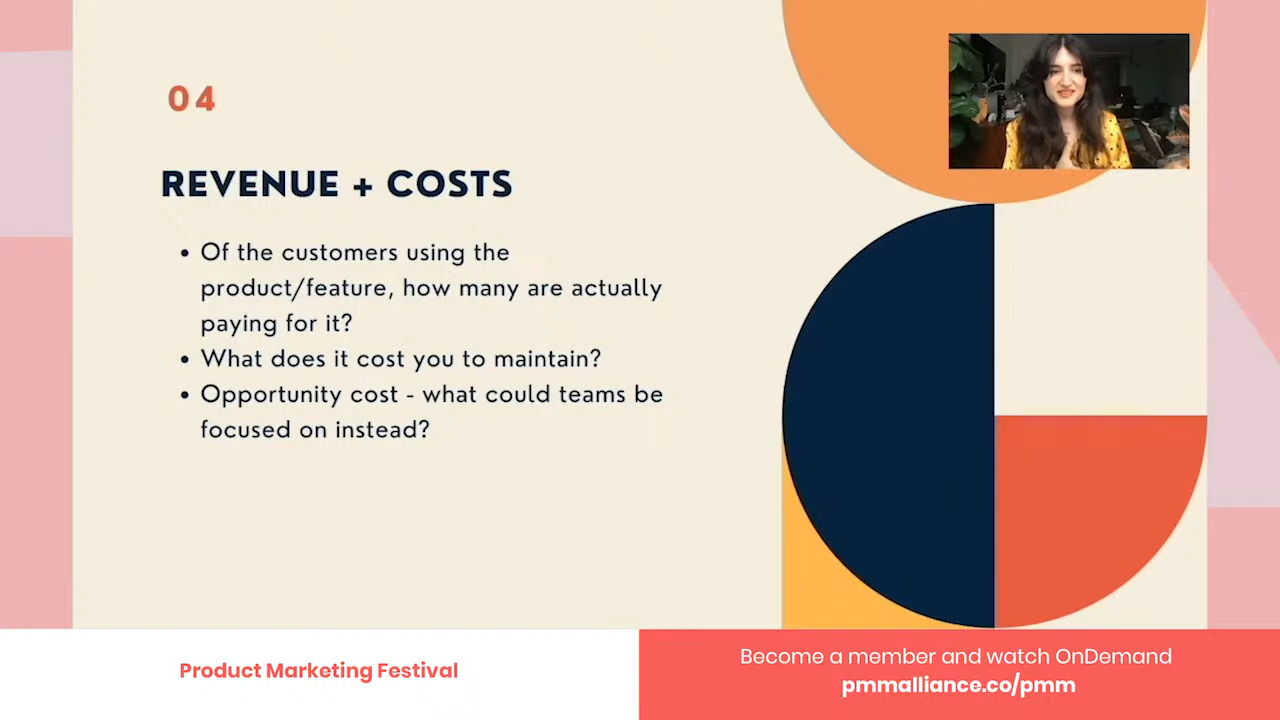 04
REVENUE + COSTS
• Of the customers using the
product/feature, how many are actually
paying for it?
• What does it cost you to maintain?
• Opportunity cost - what could teams be
focused on instead?
Product Marketing Festival
Become a member and watch OnDemand
pmmalliance.co/pmm